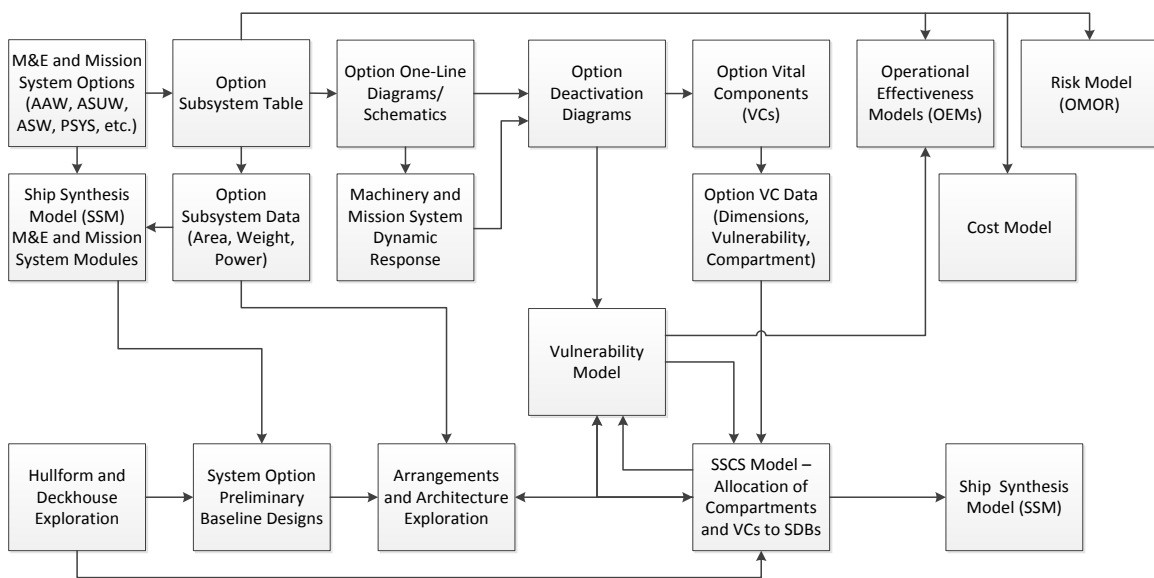 M&E and Mission
System Options
(AAW, ASUW,
ASW, PSYS, etc.)
Option
Subsystem Table
Option One-Line
Diagrams/
Schematics
Option
Deactivation
Diagrams
Option Vital
Components
(VCs)
Operational
Effectiveness
Models (OEMs)
Risk Model
(OMOR)
Ship Synthesis
Model (SSM)
M&E and Mission
System Modules
Option
Subsystem Data
(Area, Weight,
Power)
Machinery and
Mission System
Dynamic
Response
Option VC Data
(Dimensions,
Vulnerability,
Compartment)
Cost Model
Vulnerability
Model
Hullform and
Deckhouse
Exploration
System Option
Preliminary
Baseline Designs
Arrangements
and Architecture
Exploration
SSCS Model –
Allocation of
Compartments
and VCs to SDBs
Ship Synthesis
Model (SSM)